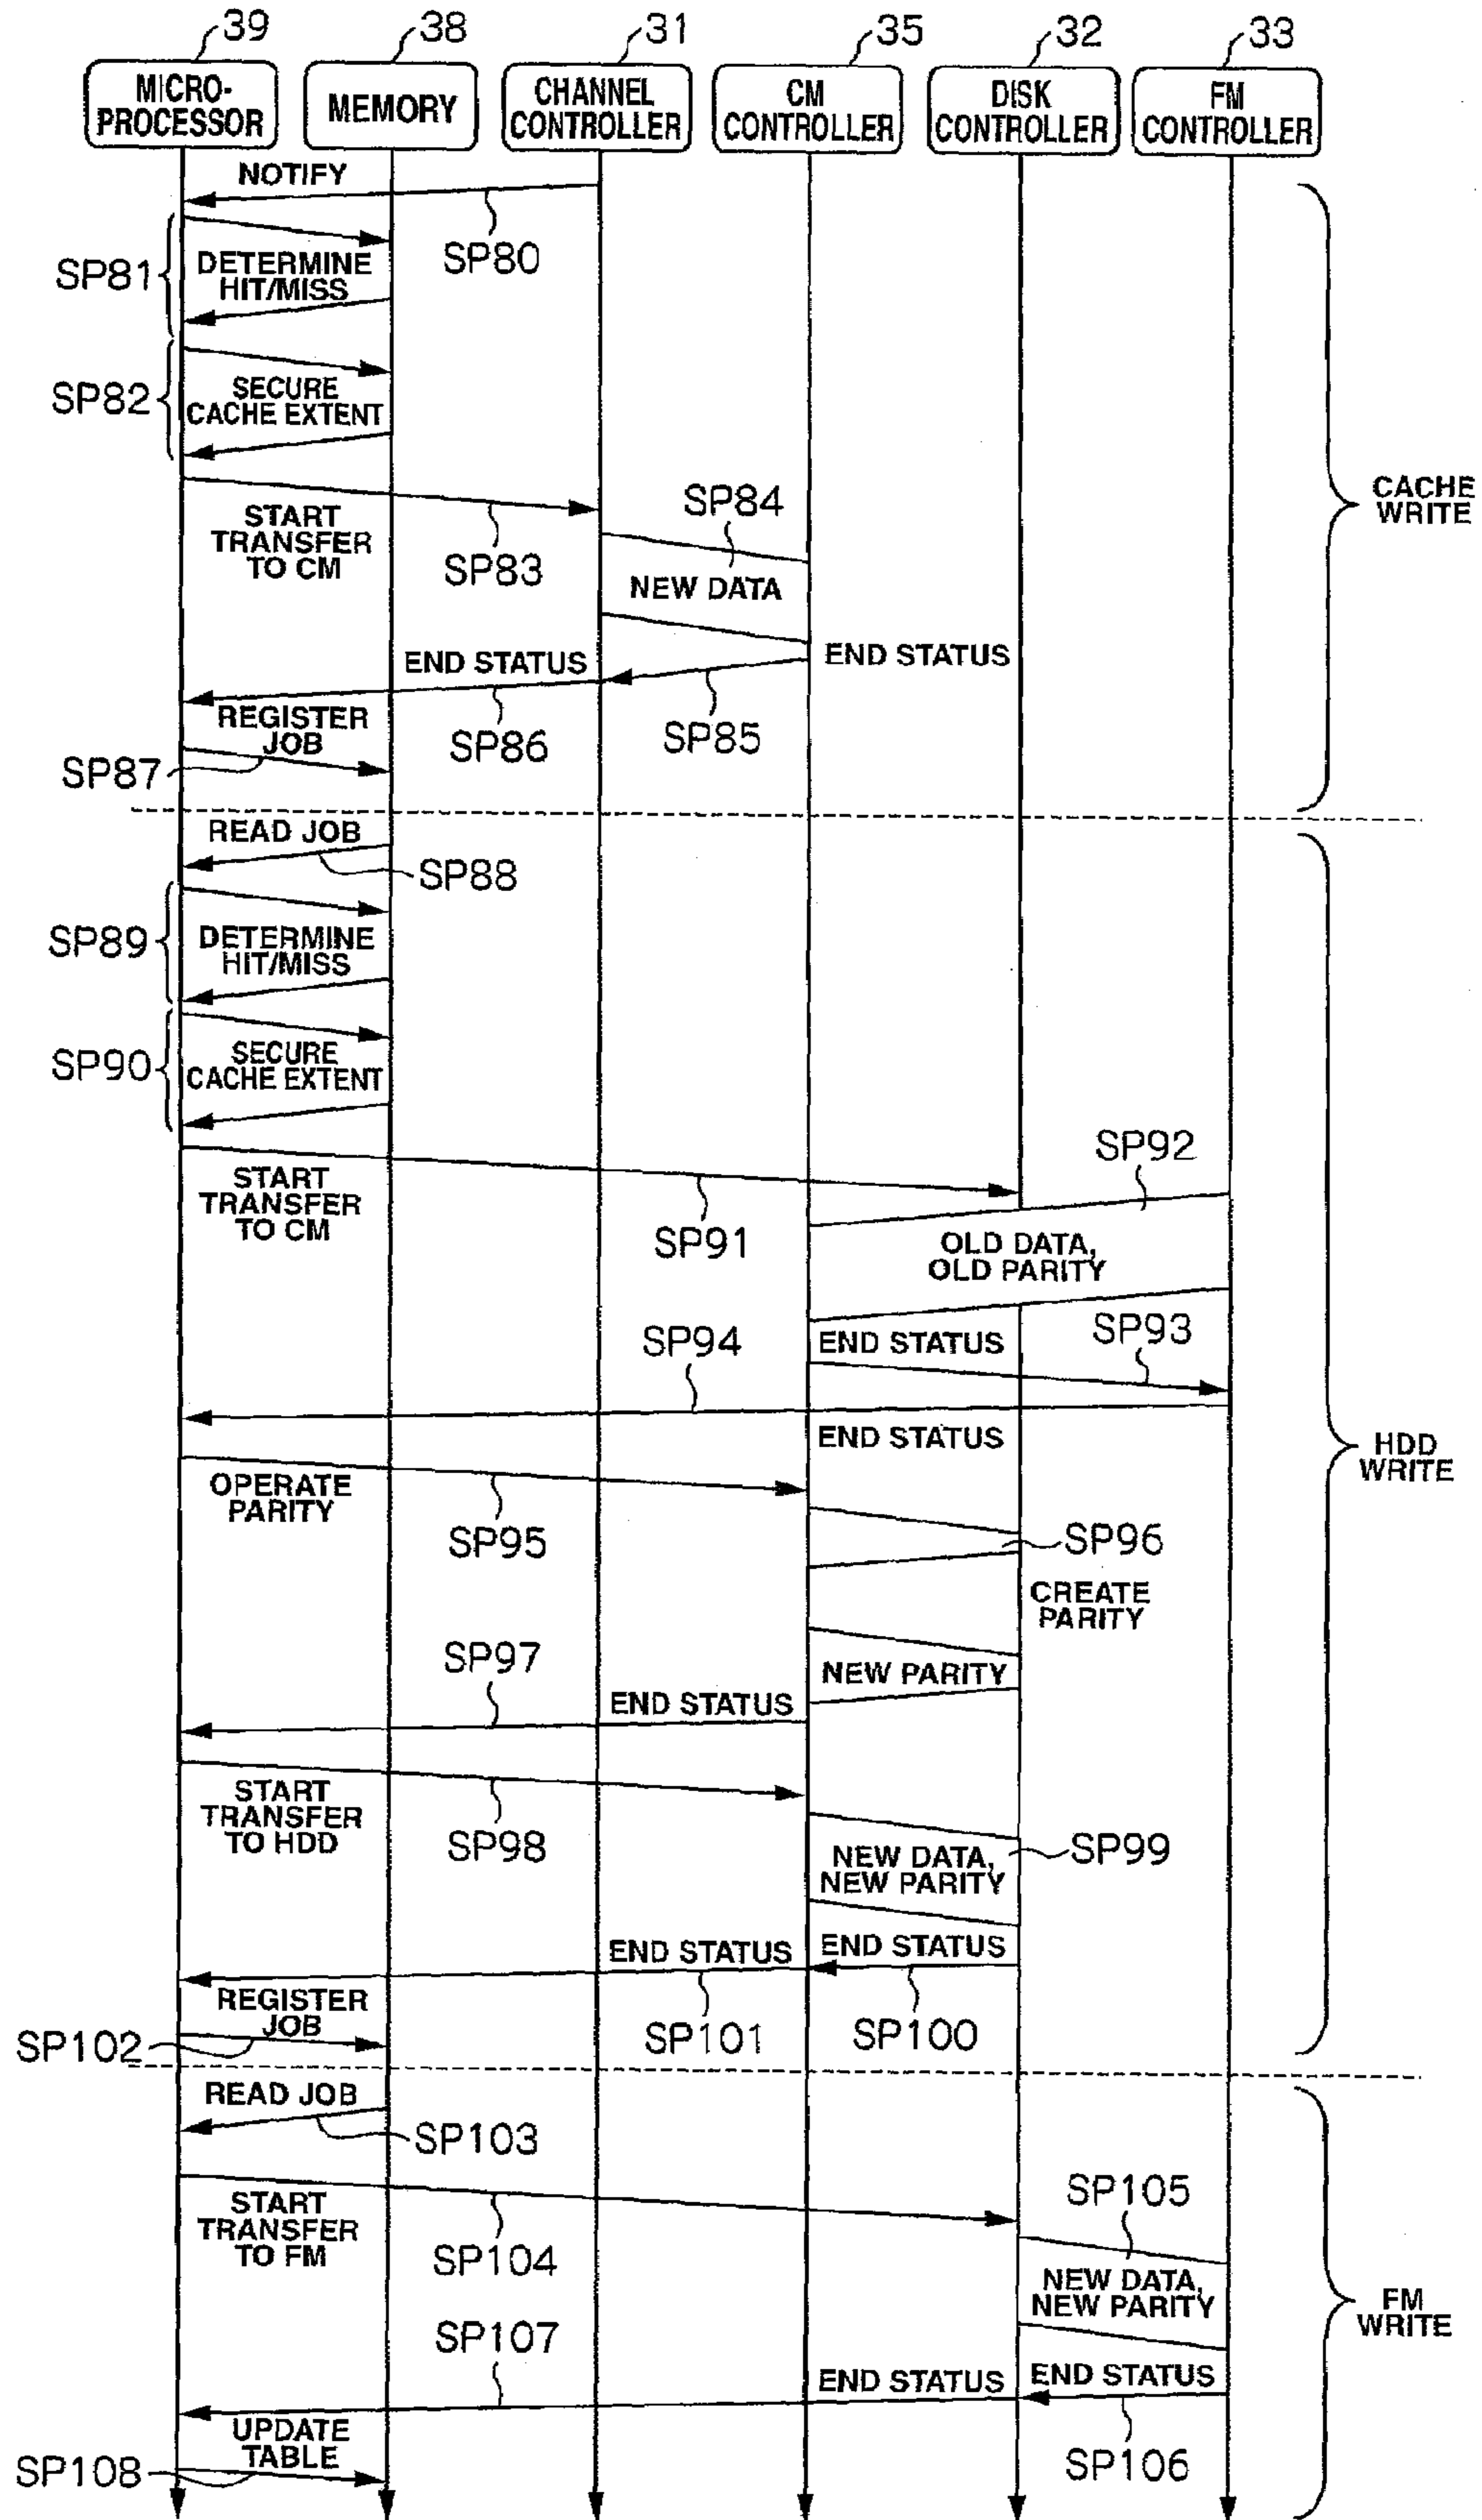 39
38
31
35
32
33
MICRO-
PROCESSOR
MEMORY
CHANNEL
CONTROLLER
CM
CONTROLLER
DISK
CONTROLLER
FM
CONTROLLER
NOTIFY
SP80
SP81
DETERMINE
HIT/MISS
SP82
SECURE
CACHE EXTENT
CACHE
WRITE
START
TRANSFER
TO CM
SP83
SP84
NEW DATA
END STATUS
END STATUS
SP86
SP85
REGISTER
JOB
SP87
READ JOB
SP88
SP89
DETERMINE
HIT/MISS
SP90
SECURE
CACHE EXTENT
START
TRANSFER
TO CM
SP91
SP92
OLD DATA,
OLD PARITY
SP94
END STATUS
SP93
END STATUS
HDD
WRITE
OPERATE
PARITY
SP95
SP96
CREATE
PARITY
SP97
NEW PARITY
END STATUS
START
TRANSFER
TO HDD
SP98
NEW DATA,
NEW PARITY
SP99
END STATUS
END STATUS
REGISTER
JOB
SP102
SP101
SP100
READ JOB
SP103
START
TRANSFER
TO FM
SP104
SP105
NEW DATA,
NEW PARITY
FM
WRITE
SP107
END STATUS
END STATUS
UPDATE
TABLE
SP108
SP106